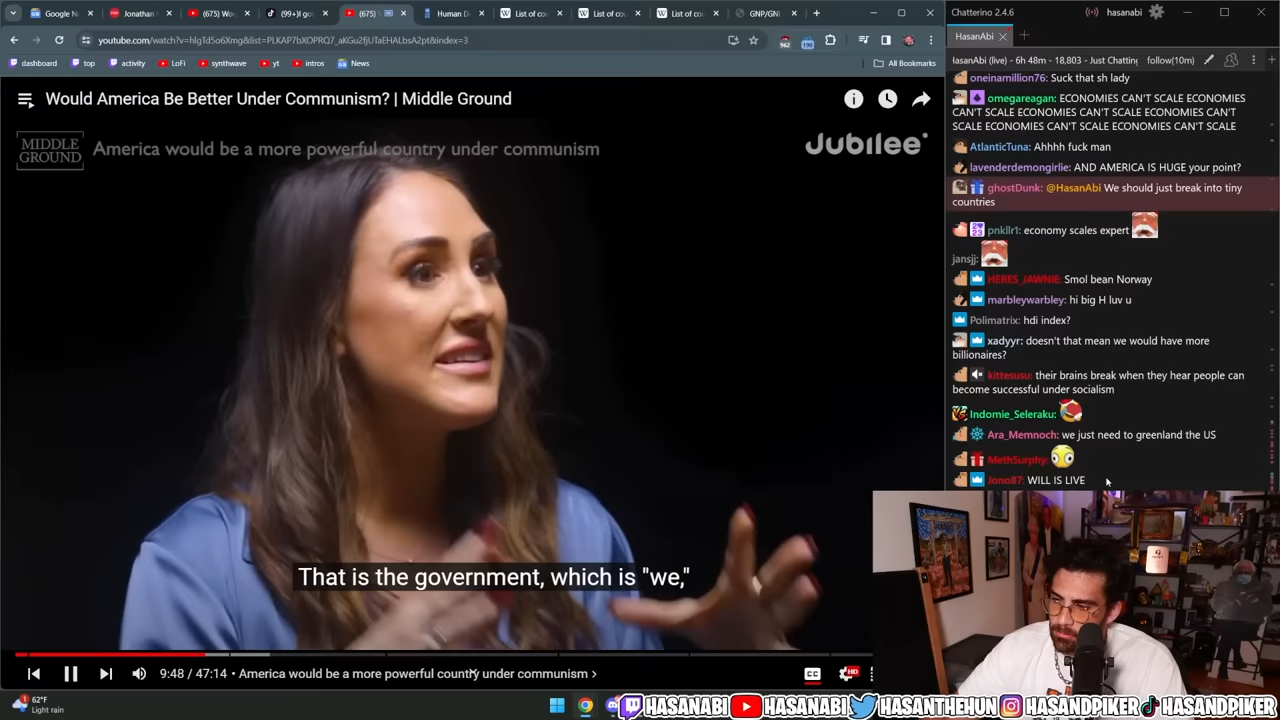 Google N
Jonathan
(675) Wou
(99+)I go
(675)
Human D
List of co
List of co
List of co
GNP/GNI
youtube.com/watch?v=hlgTd5o6Xmg&list=PLKAP7bXOPRQ7_aKGu2fjUTaEHALbsA2pt&index=3
962
198
dashboard
top
activity
LoFi
synthwave
yt
intros
News
All Bookmarks
Would America Be Better Under Communism? | Middle Ground
MIDDLE
GROUND
America would be a more powerful country under communism
JUBILEE
That is the government, which is "we,"
9:48 / 47:14 • America would be a more powerful country under communism
CC
HD
62°F
Light rain
Chatterino 2.4.6
hasanabi
HasanAbi
HasanAbi (live) - 6h 48m - 18,803 - Just Chatting
follow(10m)
oneinamillion76: Suck that sh lady
omegareagan: ECONOMIES CAN'T SCALE ECONOMIES
CAN'T SCALE ECONOMIES CAN'T SCALE ECONOMIES CAN'T
SCALE ECONOMIES CAN'T SCALE ECONOMIES CAN'T SCALE
AtlanticTuna: Ahhhh fuck man
lavenderdemongirlie: AND AMERICA IS HUGE your point?
ghostDunk: @HasanAbi We should just break into tiny
countries
pnkllr1: economy scales expert
jansjj:
HERES_JAWNIE: Smol bean Norway
marbleywarbley: hi big H luv u
Polimatrix: hdi index?
xadyyr: doesn't that mean we would have more
billionaires?
kittesusu: their brains break when they hear people can
become successful under socialism
Indomie_Seleraku:
Ara_Memnoch: we just need to greenland the US
MethSurphy:
Jono87: WILL IS LIVE
HASANABI
HASANABI
HASANTHEHUN
HASANDPIKER
HASANDPIKER